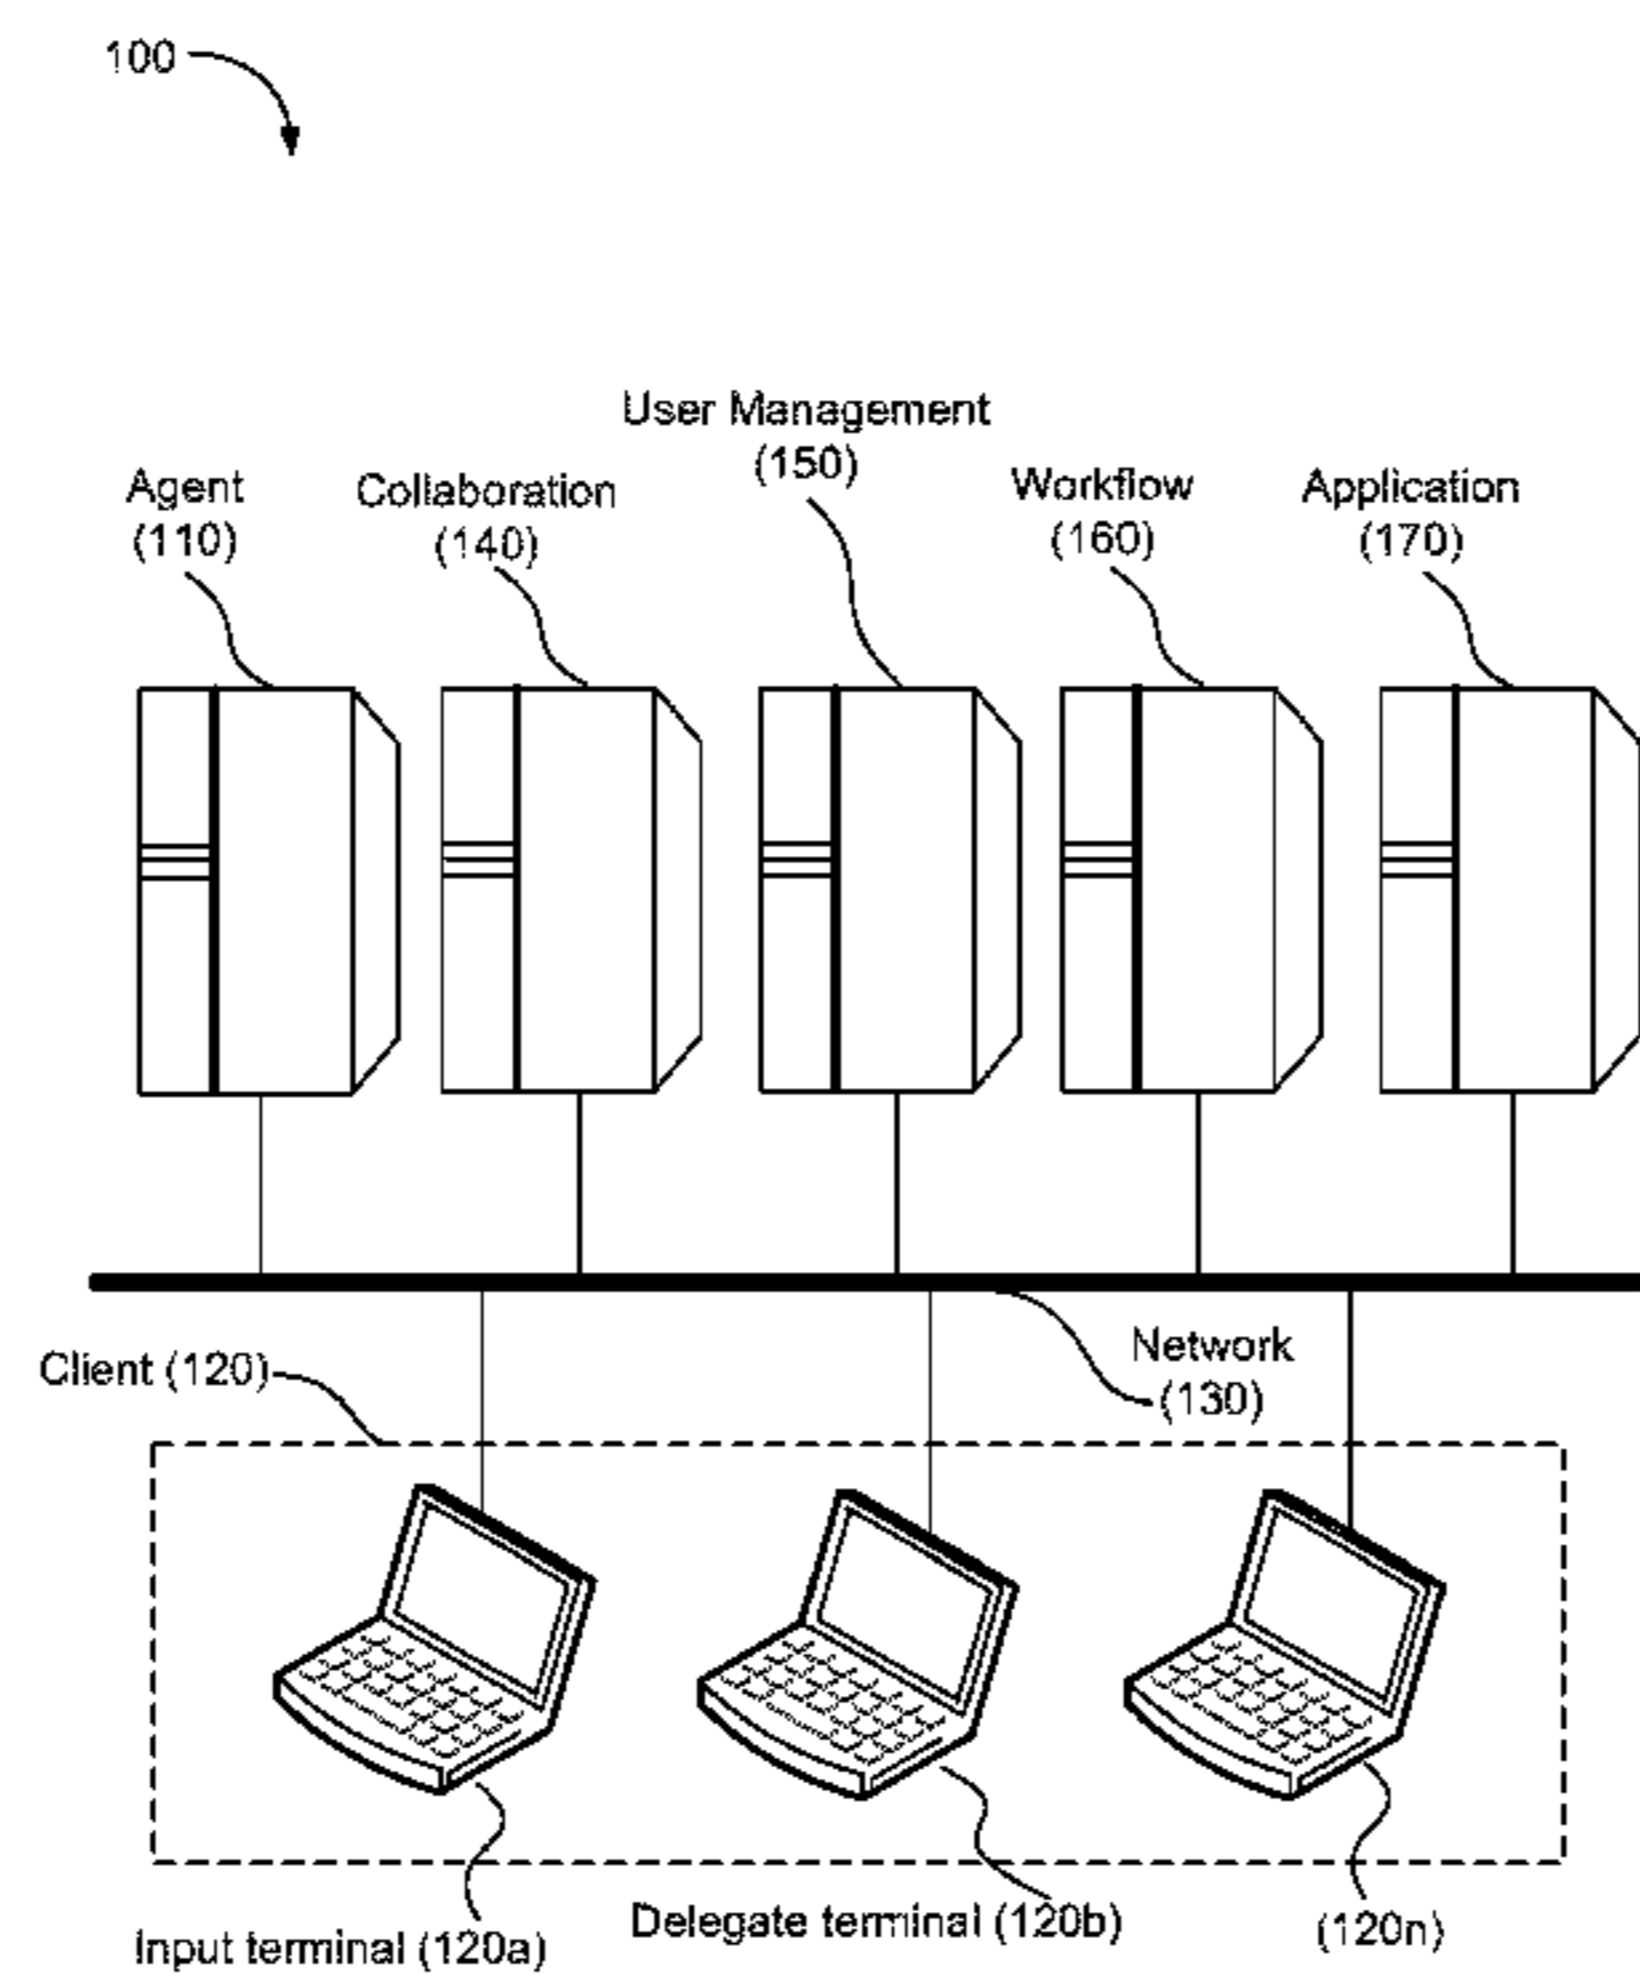 100
User Management
(150)
Agent
(110)
Collaboration
(140)
Workflow
(160)
Application
(170)
Client (120)
Network
(130)
Input terminal (120a)
Delegate terminal (120b)
(120n)